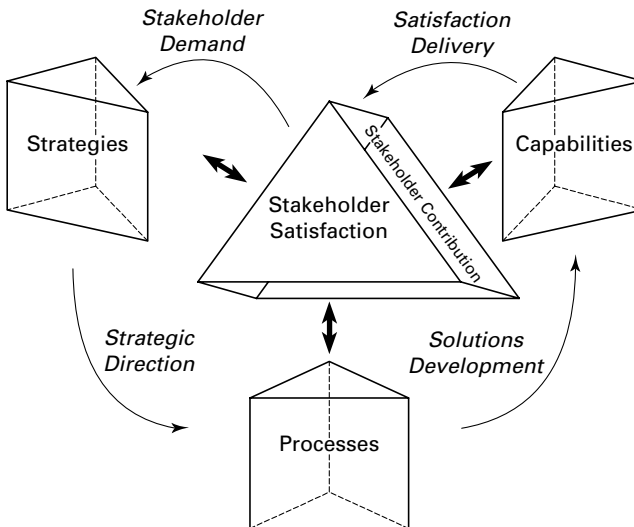 Stakeholder
Demand
Satisfaction
Delivery
Strategies
Stakeholder Contribution
Capabilities
Stakeholder
Satisfaction
Strategic
Direction
Solutions
Development
Processes